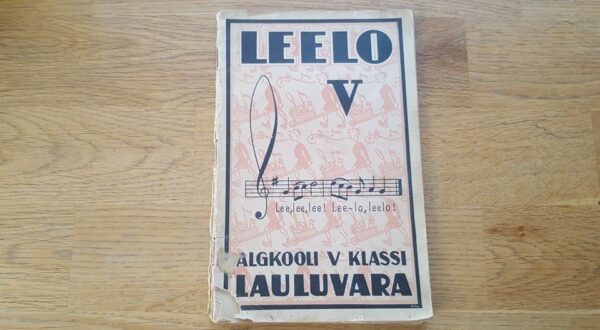 LEELO
V
Lee, lee, lee! Lee-lo, leelo!
ALGKOOLI V KLASSI
LAULUVARA